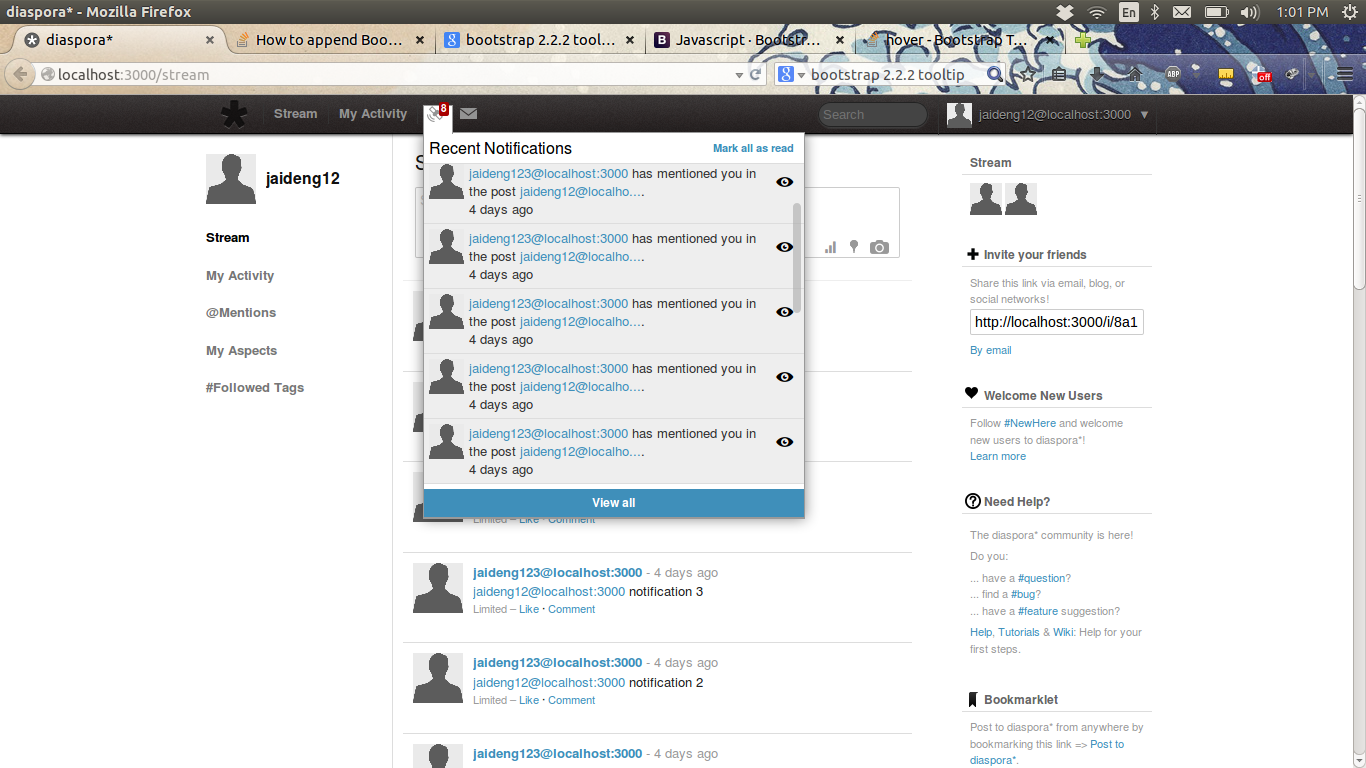 diaspora* - Mozilla Firefox
En
1:01 PM
diaspora*
How to append Boo...
bootstrap 2.2.2 tool...
Javascript · Bootstr...
hover - Bootstrap T...
localhost:3000/stream
bootstrap 2.2.2 tooltip
ABP
off
Stream
My Activity
8
Search
jaideng12@localhost:3000 ▼
jaideng12
Stream
My Activity
@Mentions
My Aspects
#Followed Tags
Recent Notifications
Mark all as read
jaideng123@localhost:3000 has mentioned you in
the post jaideng12@localho….
4 days ago
jaideng123@localhost:3000 has mentioned you in
the post jaideng12@localho….
4 days ago
jaideng123@localhost:3000 has mentioned you in
the post jaideng12@localho….
4 days ago
jaideng123@localhost:3000 has mentioned you in
the post jaideng12@localho….
4 days ago
jaideng123@localhost:3000 has mentioned you in
the post jaideng12@localho….
4 days ago
View all
Limited – Like · Comment
jaideng123@localhost:3000 - 4 days ago
jaideng12@localhost:3000 notification 3
Limited – Like · Comment
jaideng123@localhost:3000 - 4 days ago
jaideng12@localhost:3000 notification 2
Limited – Like · Comment
jaideng123@localhost:3000 - 4 days ago
Stream
Invite your friends
Share this link via email, blog, or
social networks!
http://localhost:3000/i/8a1
By email
Welcome New Users
Follow #NewHere and welcome
new users to diaspora*!
Learn more
Need Help?
The diaspora* community is here!
Do you:
... have a #question?
... find a #bug?
... have a #feature suggestion?
Help, Tutorials & Wiki: Help for your
first steps.
Bookmarklet
Post to diaspora* from anywhere by
bookmarking this link => Post to
diaspora*.